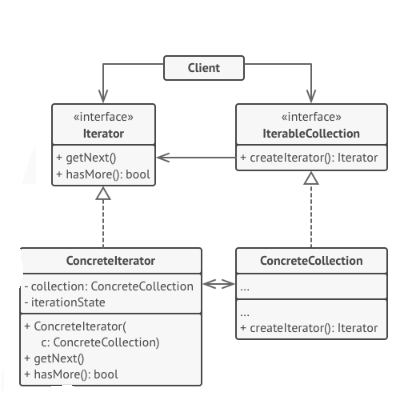 Client
«interface»
Iterator
+ getNext()
+ hasMore(): bool
«interface»
IterableCollection
+ createIterator(): Iterator
ConcreteIterator
- collection: ConcreteCollection
- iterationState
+ ConcreteIterator(
c: ConcreteCollection)
+ getNext()
+ hasMore(): bool
ConcreteCollection
...
...
+ createIterator(): Iterator